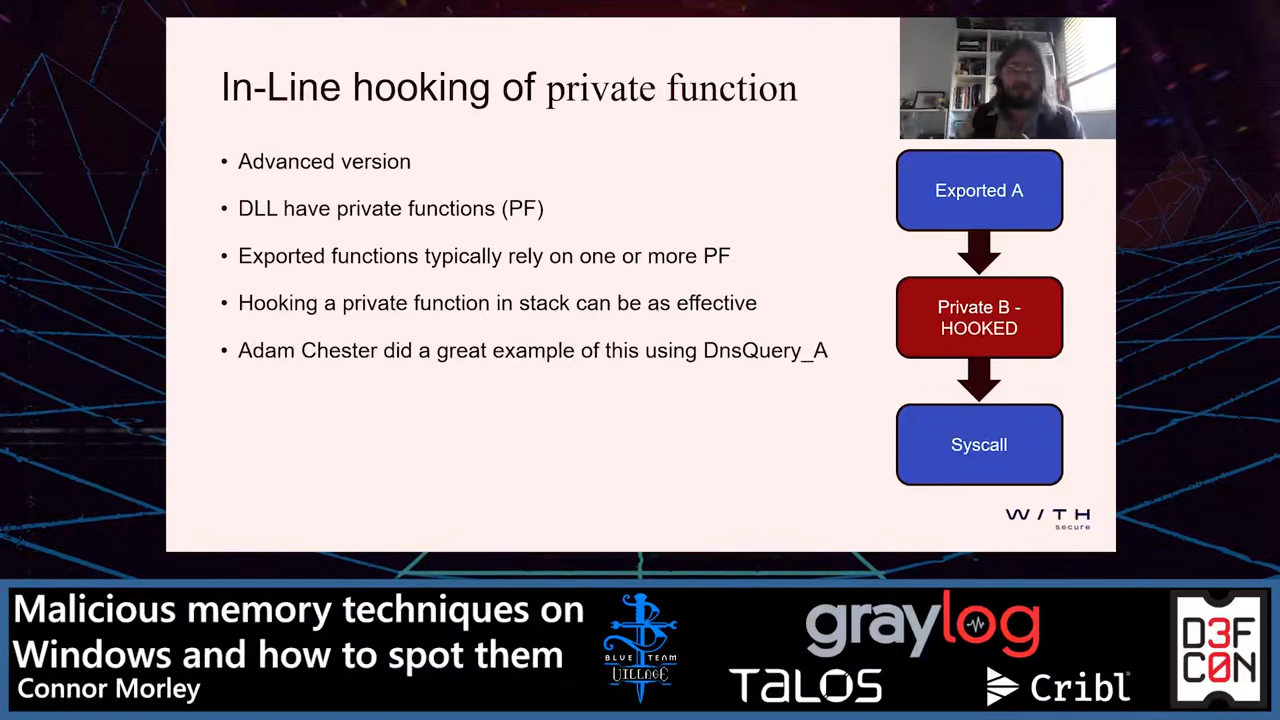 In-Line hooking of private function
• Advanced version
• DLL have private functions (PF)
• Exported functions typically rely on one or more PF
• Hooking a private function in stack can be as effective
• Adam Chester did a great example of this using DnsQuery_A
Exported A
Private B -
HOOKED
Syscall
W / T H
secure
Malicious memory techniques on
Windows and how to spot them
Connor Morley
BLUE TEAM
VILLAGE
graylog
TALOS
Cribl
D3F
C0N